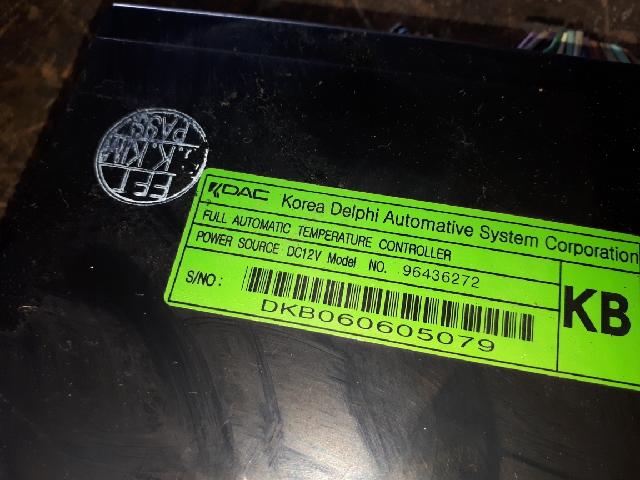 KDAC Korea Delphi Automative System Corporation
FULL AUTOMATIC TEMPERATURE CONTROLLER
POWER SOURCE DC12V Model NO. 96436272
S/NO:
DKB060605079
KB
PASS